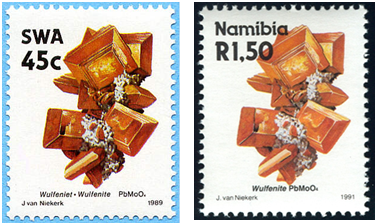 SWA
45c
Wulfeniet • Wulfenite PbMoO₄
J van Niekerk 1989
Namibia
R1,50
Wulfenite PbMoO₄
J. van Niekerk 1991